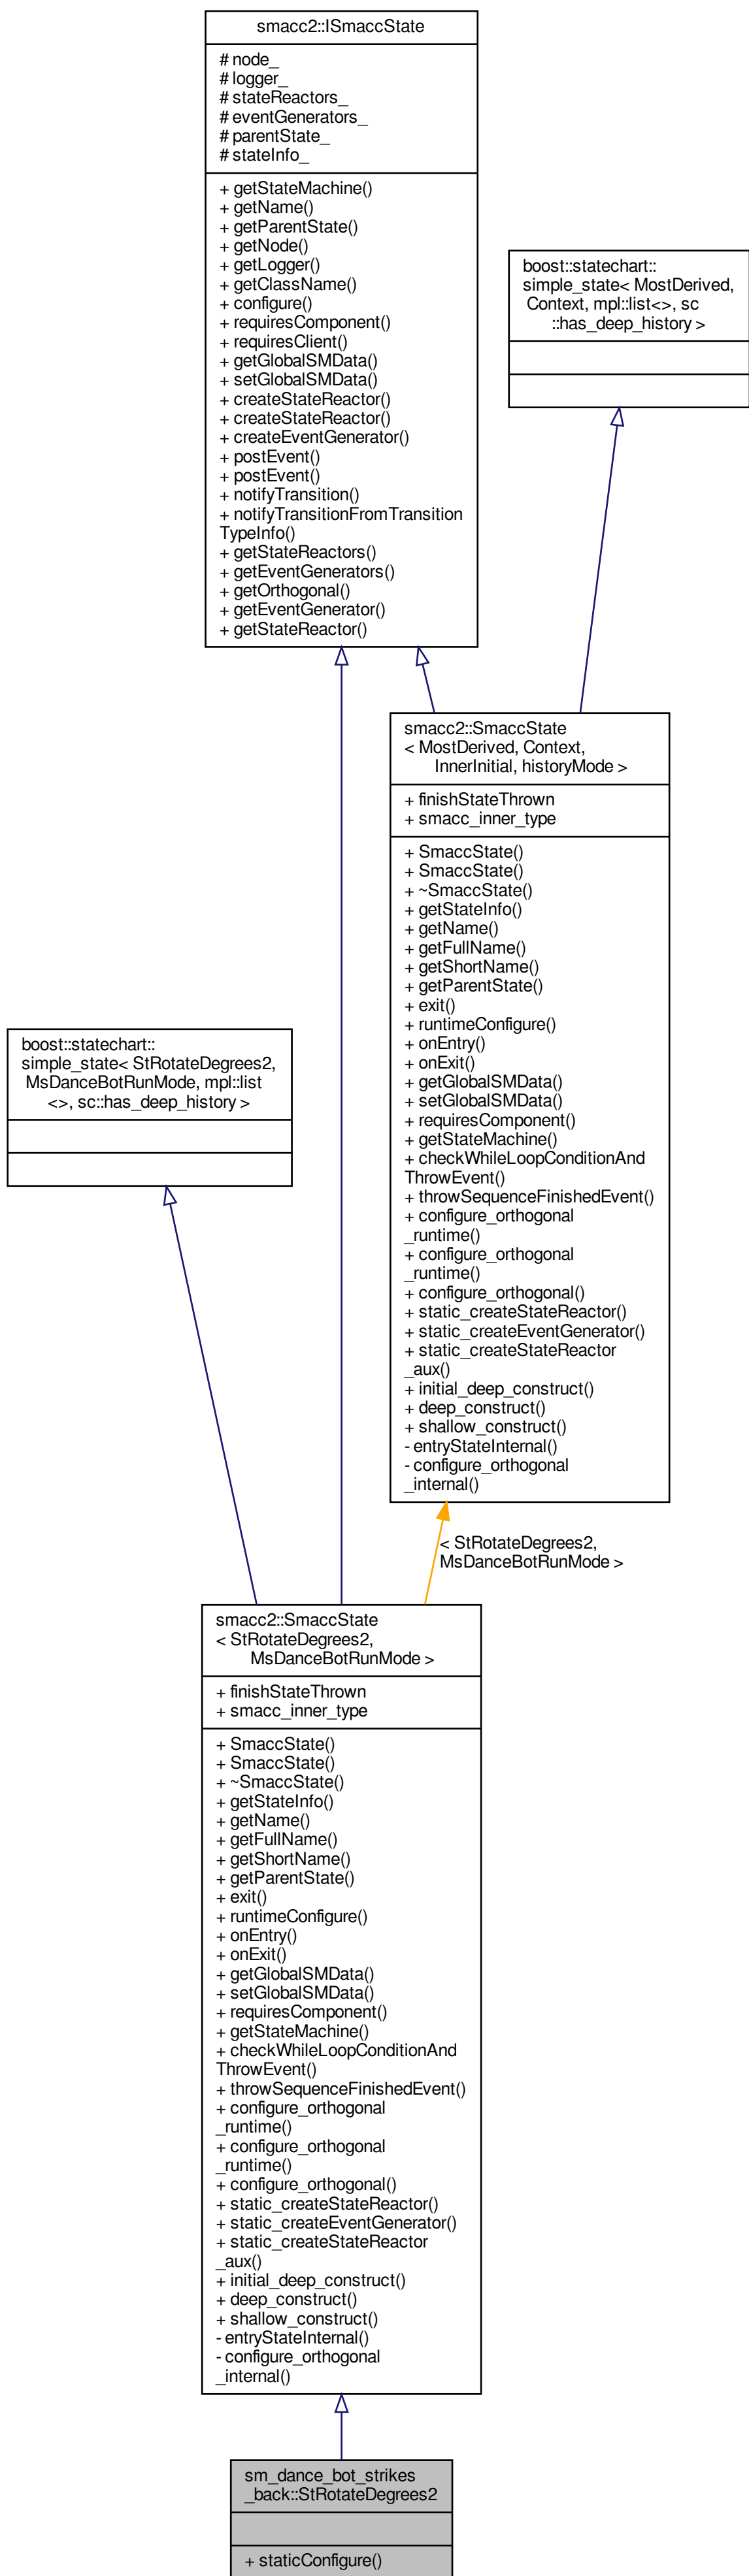 smacc2::ISmaccState
# node_
# logger_
# stateReactors_
# eventGenerators_
# parentState_
# stateInfo_
+ getStateMachine()
+ getName()
+ getParentState()
+ getNode()
+ getLogger()
+ getClassName()
+ configure()
+ requiresComponent()
+ requiresClient()
+ getGlobalSMData()
+ setGlobalSMData()
+ createStateReactor()
+ createStateReactor()
+ createEventGenerator()
+ postEvent()
+ postEvent()
+ notifyTransition()
+ notifyTransitionFromTransition
TypeInfo()
+ getStateReactors()
+ getEventGenerators()
+ getOrthogonal()
+ getEventGenerator()
+ getStateReactor()
boost::statechart::
simple_state< MostDerived,
Context, mpl::list<>, sc
::has_deep_history >
smacc2::SmaccState
< MostDerived, Context,
InnerInitial, historyMode >
+ finishStateThrown
+ smacc_inner_type
+ SmaccState()
+ SmaccState()
+ ~SmaccState()
+ getStateInfo()
+ getName()
+ getFullName()
+ getShortName()
+ getParentState()
+ exit()
+ runtimeConfigure()
+ onEntry()
+ onExit()
+ getGlobalSMData()
+ setGlobalSMData()
+ requiresComponent()
+ getStateMachine()
+ checkWhileLoopConditionAnd
ThrowEvent()
+ throwSequenceFinishedEvent()
+ configure_orthogonal
_runtime()
+ configure_orthogonal
_runtime()
+ configure_orthogonal()
+ static_createStateReactor()
+ static_createEventGenerator()
+ static_createStateReactor
_aux()
+ initial_deep_construct()
+ deep_construct()
+ shallow_construct()
- entryStateInternal()
- configure_orthogonal
_internal()
boost::statechart::
simple_state< StRotateDegrees2,
MsDanceBotRunMode, mpl::list
<>, sc::has_deep_history >
< StRotateDegrees2,
MsDanceBotRunMode >
smacc2::SmaccState
< StRotateDegrees2,
MsDanceBotRunMode >
+ finishStateThrown
+ smacc_inner_type
+ SmaccState()
+ SmaccState()
+ ~SmaccState()
+ getStateInfo()
+ getName()
+ getFullName()
+ getShortName()
+ getParentState()
+ exit()
+ runtimeConfigure()
+ onEntry()
+ onExit()
+ getGlobalSMData()
+ setGlobalSMData()
+ requiresComponent()
+ getStateMachine()
+ checkWhileLoopConditionAnd
ThrowEvent()
+ throwSequenceFinishedEvent()
+ configure_orthogonal
_runtime()
+ configure_orthogonal
_runtime()
+ configure_orthogonal()
+ static_createStateReactor()
+ static_createEventGenerator()
+ static_createStateReactor
_aux()
+ initial_deep_construct()
+ deep_construct()
+ shallow_construct()
- entryStateInternal()
- configure_orthogonal
_internal()
sm_dance_bot_strikes
_back::StRotateDegrees2
+ staticConfigure()